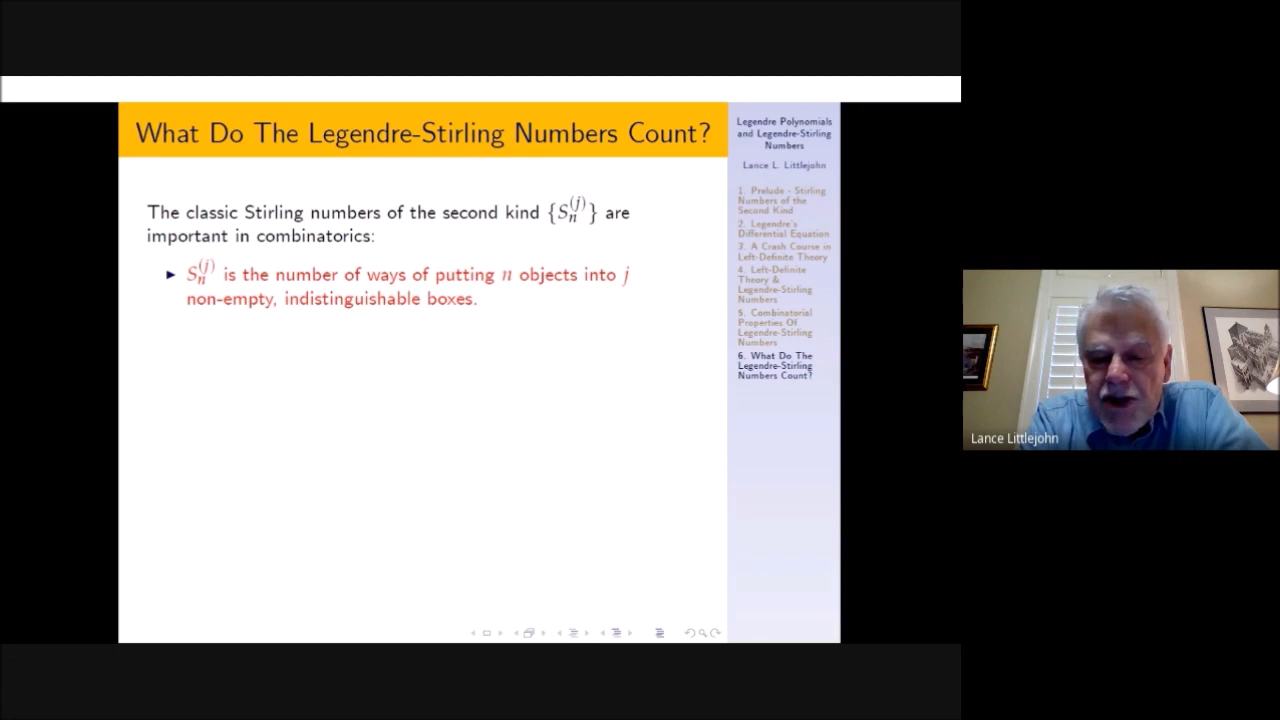 What Do The Legendre-Stirling Numbers Count?
The classic Stirling numbers of the second kind {S_n^{(j)}} are
important in combinatorics:
► S_n^{(j)} is the number of ways of putting n objects into j
non-empty, indistinguishable boxes.
Legendre Polynomials
and Legendre-Stirling
Numbers
Lance L. Littlejohn
1. Prelude - Stirling
Numbers of the
Second Kind
2. Legendre's
Differential Equation
3. A Crash Course in
Left-Definite Theory
4. Left-Definite
Theory &
Legendre-Stirling
Numbers
5. Combinatorial
Properties Of
Legendre-Stirling
Numbers
6. What Do The
Legendre-Stirling
Numbers Count?
Lance Littlejohn